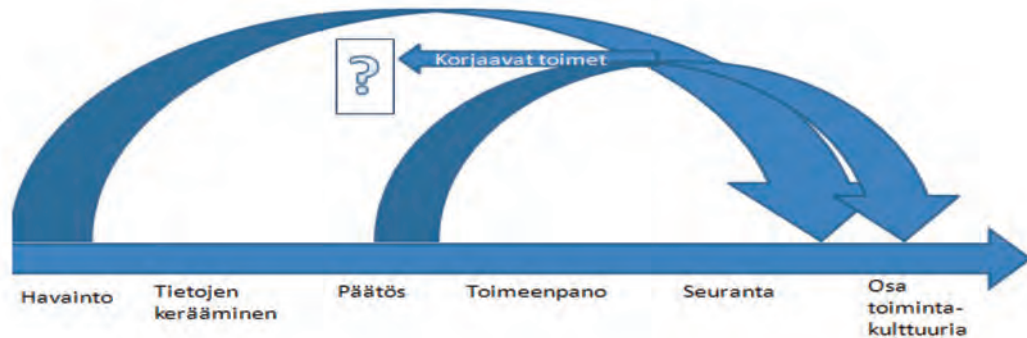 Korjaavat toimet
?
Havainto
Tietojen
kerääminen
Päätös
Toimeenpano
Seuranta
Osa
toiminta-
kulttuuria